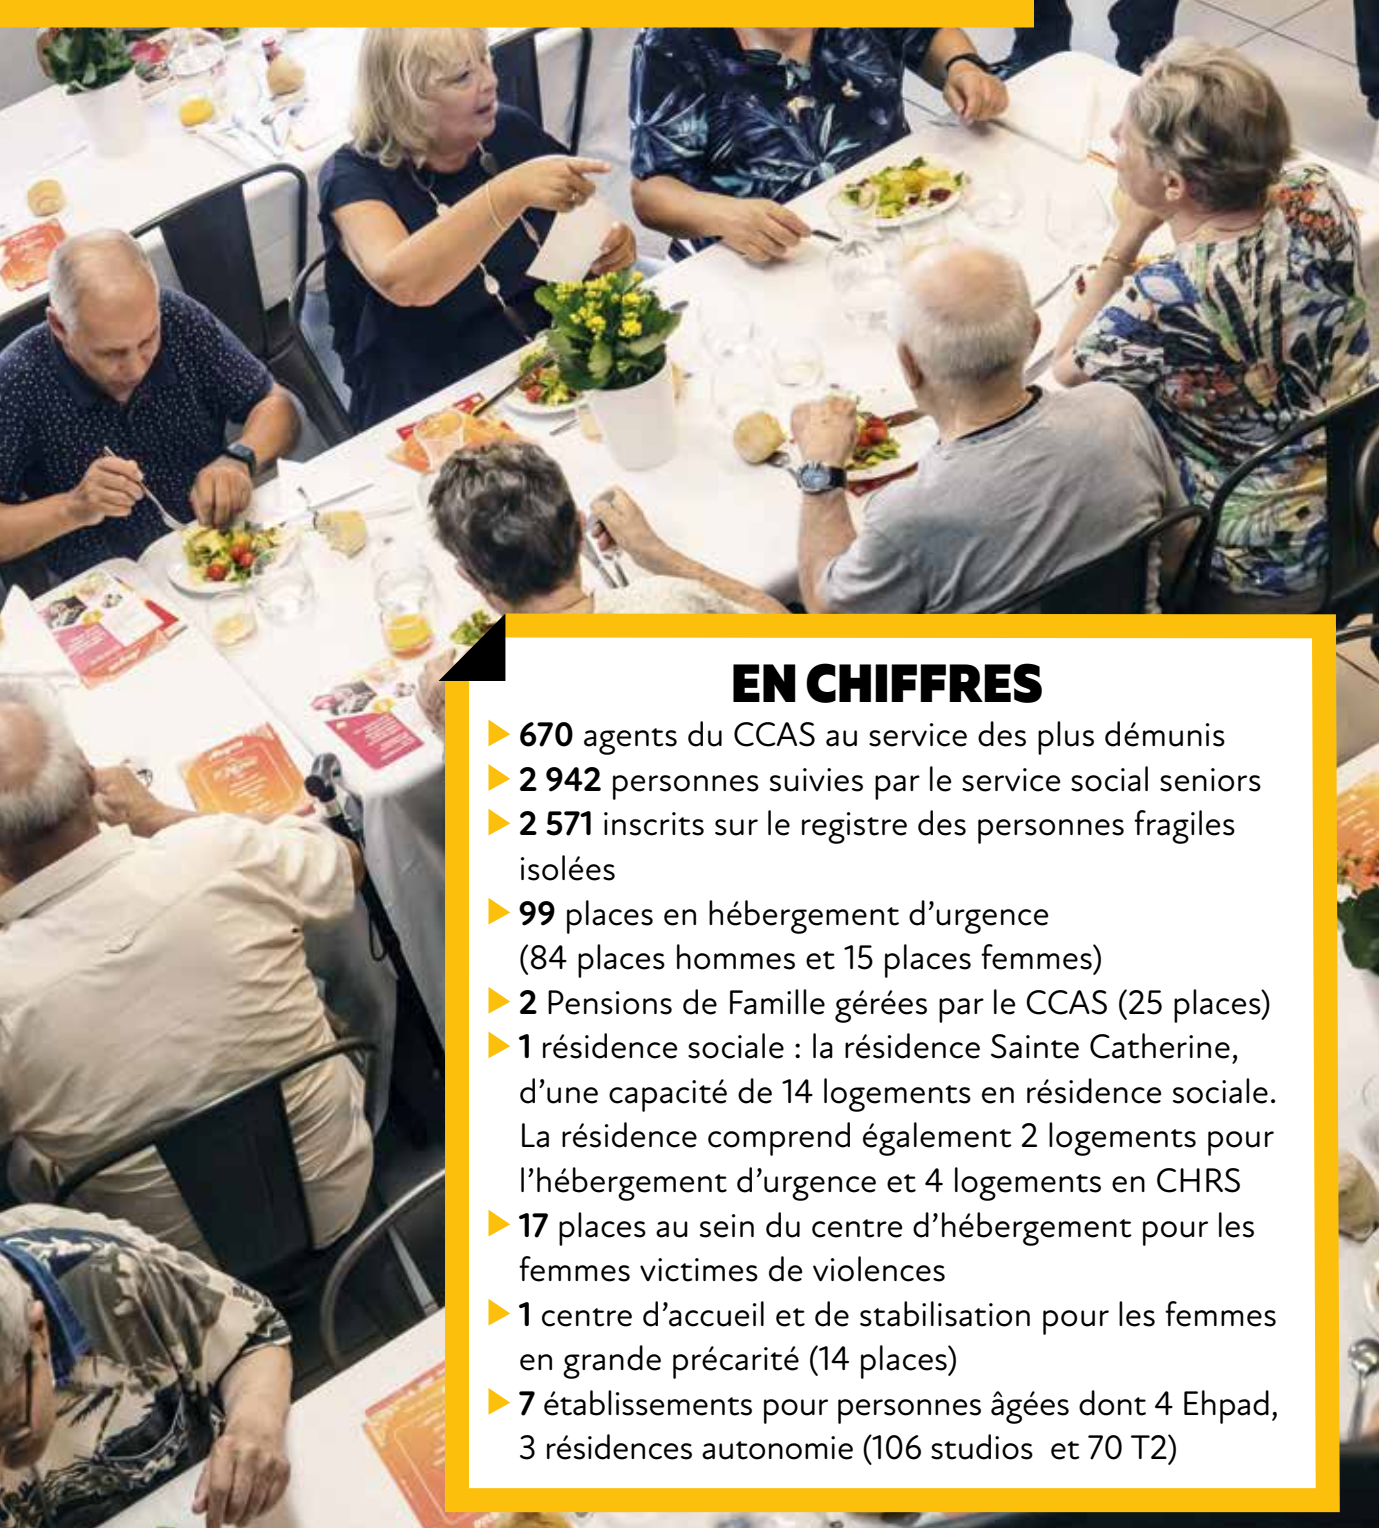 EN CHIFFRES
670 agents du CCAS au service des plus démunis
2 942 personnes suivies par le service social seniors
2 571 inscrits sur le registre des personnes fragiles
isolées
99 places en hébergement d’urgence
(84 places hommes et 15 places femmes)
2 Pensions de Famille gérées par le CCAS (25 places)
1 résidence sociale : la résidence Sainte Catherine,
d’une capacité de 14 logements en résidence sociale.
La résidence comprend également 2 logements pour
l’hébergement d’urgence et 4 logements en CHRS
17 places au sein du centre d’hébergement pour les
femmes victimes de violences
1 centre d’accueil et de stabilisation pour les femmes
en grande précarité (14 places)
7 établissements pour personnes âgées dont 4 Ehpad,
3 résidences autonomie (106 studios  et 70 T2)